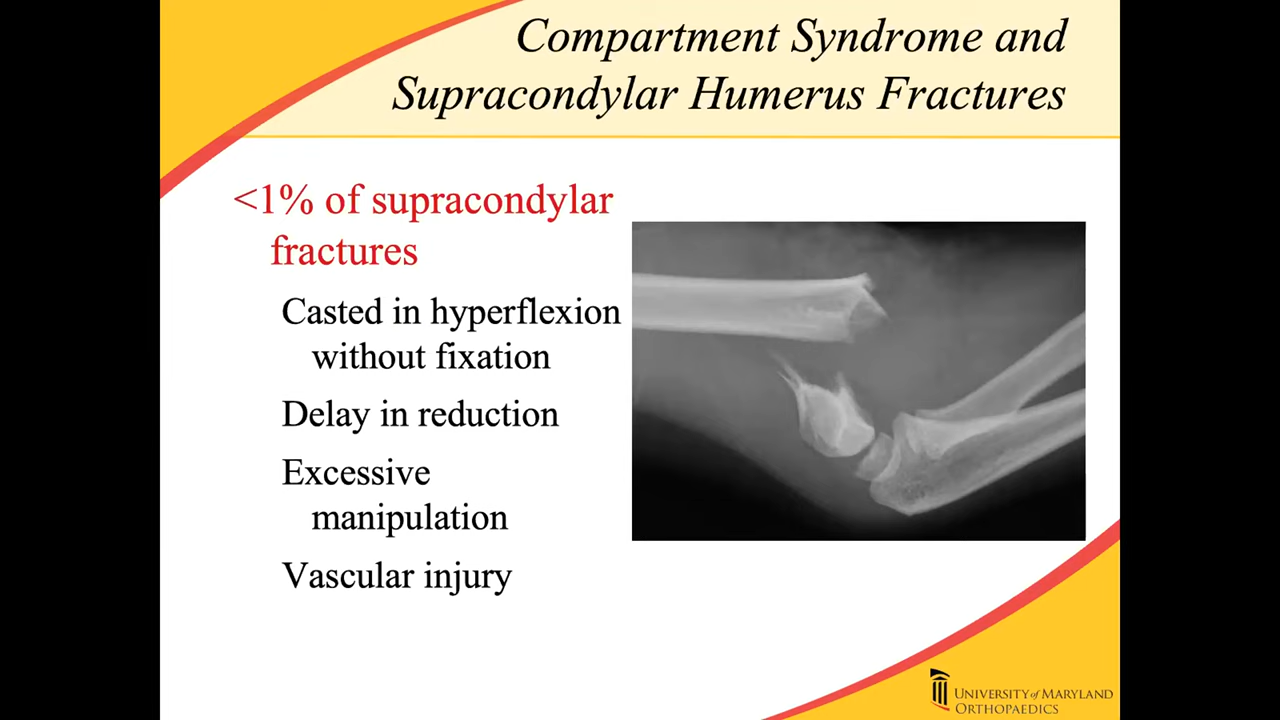 Compartment Syndrome and
Supracondylar Humerus Fractures
<1% of supracondylar
fractures
Casted in hyperflexion
without fixation
Delay in reduction
Excessive
manipulation
Vascular injury
UNIVERSITY of MARYLAND
ORTHOPAEDICS